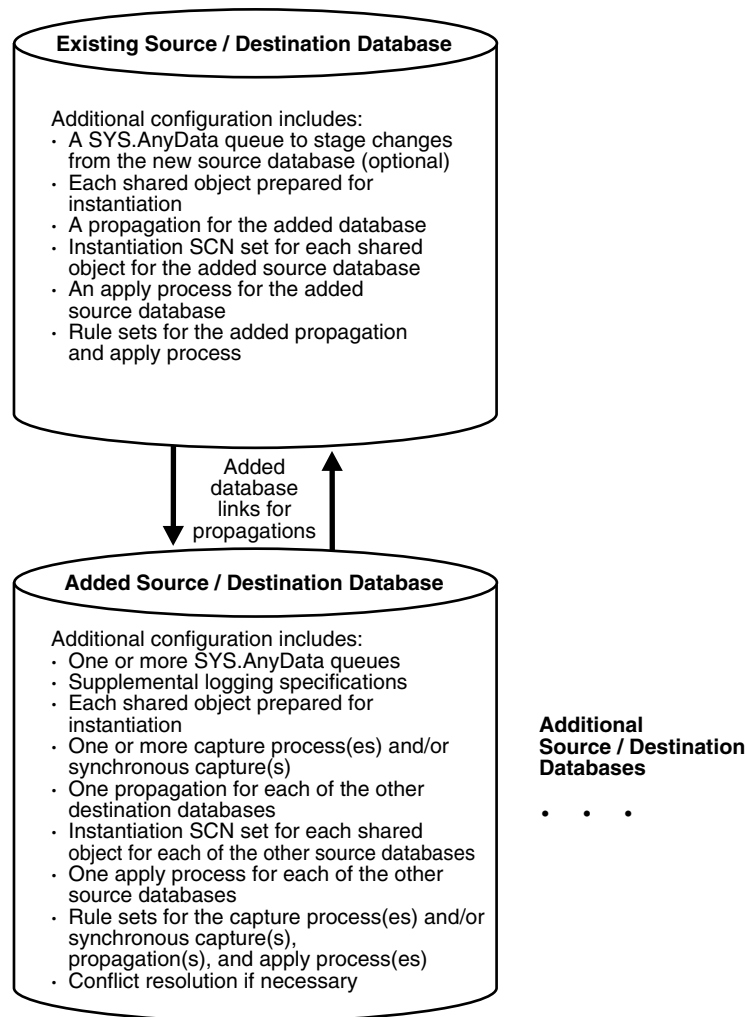 Existing Source / Destination Database
Additional configuration includes:
· A SYS.AnyData queue to stage changes
from the new source database (optional)
· Each shared object prepared for
instantiation
· A propagation for the added database
· Instantiation SCN set for each shared
object for the added source database
· An apply process for the added
source database
· Rule sets for the added propagation
and apply process
Added
database
links for
propagations
Added Source / Destination Database
Additional configuration includes:
· One or more SYS.AnyData queues
· Supplemental logging specifications
· Each shared object prepared for
instantiation
· One or more capture process(es) and/or
synchronous capture(s)
· One propagation for each of the other
destination databases
· Instantiation SCN set for each shared
object for each of the other source databases
· One apply process for each of the other
source databases
· Rule sets for the capture process(es) and/or
synchronous capture(s),
propagation(s), and apply process(es)
· Conflict resolution if necessary
Additional
Source / Destination
Databases
. . .